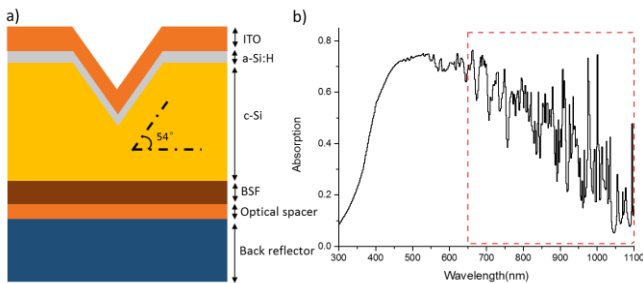 a)
ITO
a-Si:H
c-Si
54°
BSF
Optical spacer
Back reflector
b)
0.8
0.6
0.4
0.2
0.0
Absorption
300 400 500 600 700 800 900 1000 1100
Wavelength(nm)